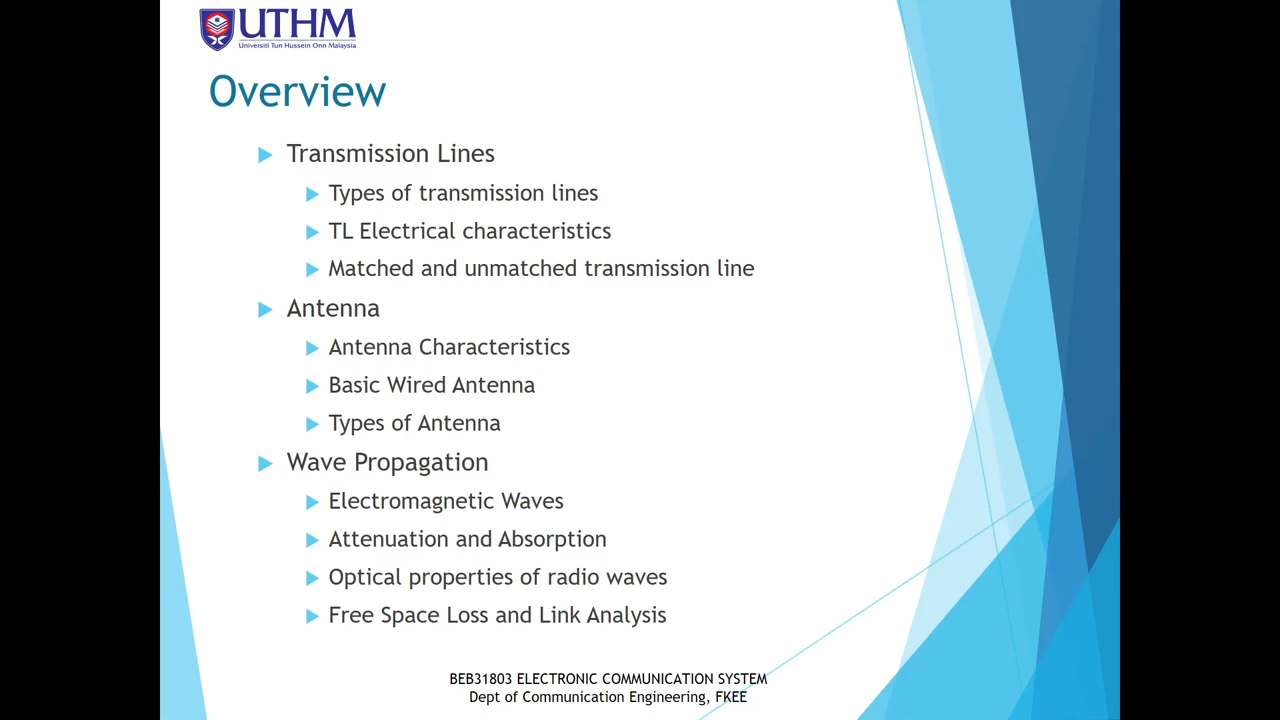 UTHM
Universiti Tun Hussein Onn Malaysia
Overview
Transmission Lines
Types of transmission lines
TL Electrical characteristics
Matched and unmatched transmission line
Antenna
Antenna Characteristics
Basic Wired Antenna
Types of Antenna
Wave Propagation
Electromagnetic Waves
Attenuation and Absorption
Optical properties of radio waves
Free Space Loss and Link Analysis
BEB31803 ELECTRONIC COMMUNICATION SYSTEM
Dept of Communication Engineering, FKEE